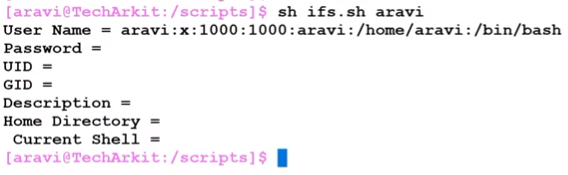 [aravi@TechArkit:/scripts]$ sh ifs.sh aravi
User Name = aravi:x:1000:1000:aravi:/home/aravi:/bin/bash
Password =
UID =
GID =
Description =
Home Directory =
 Current Shell =
[aravi@TechArkit:/scripts]$